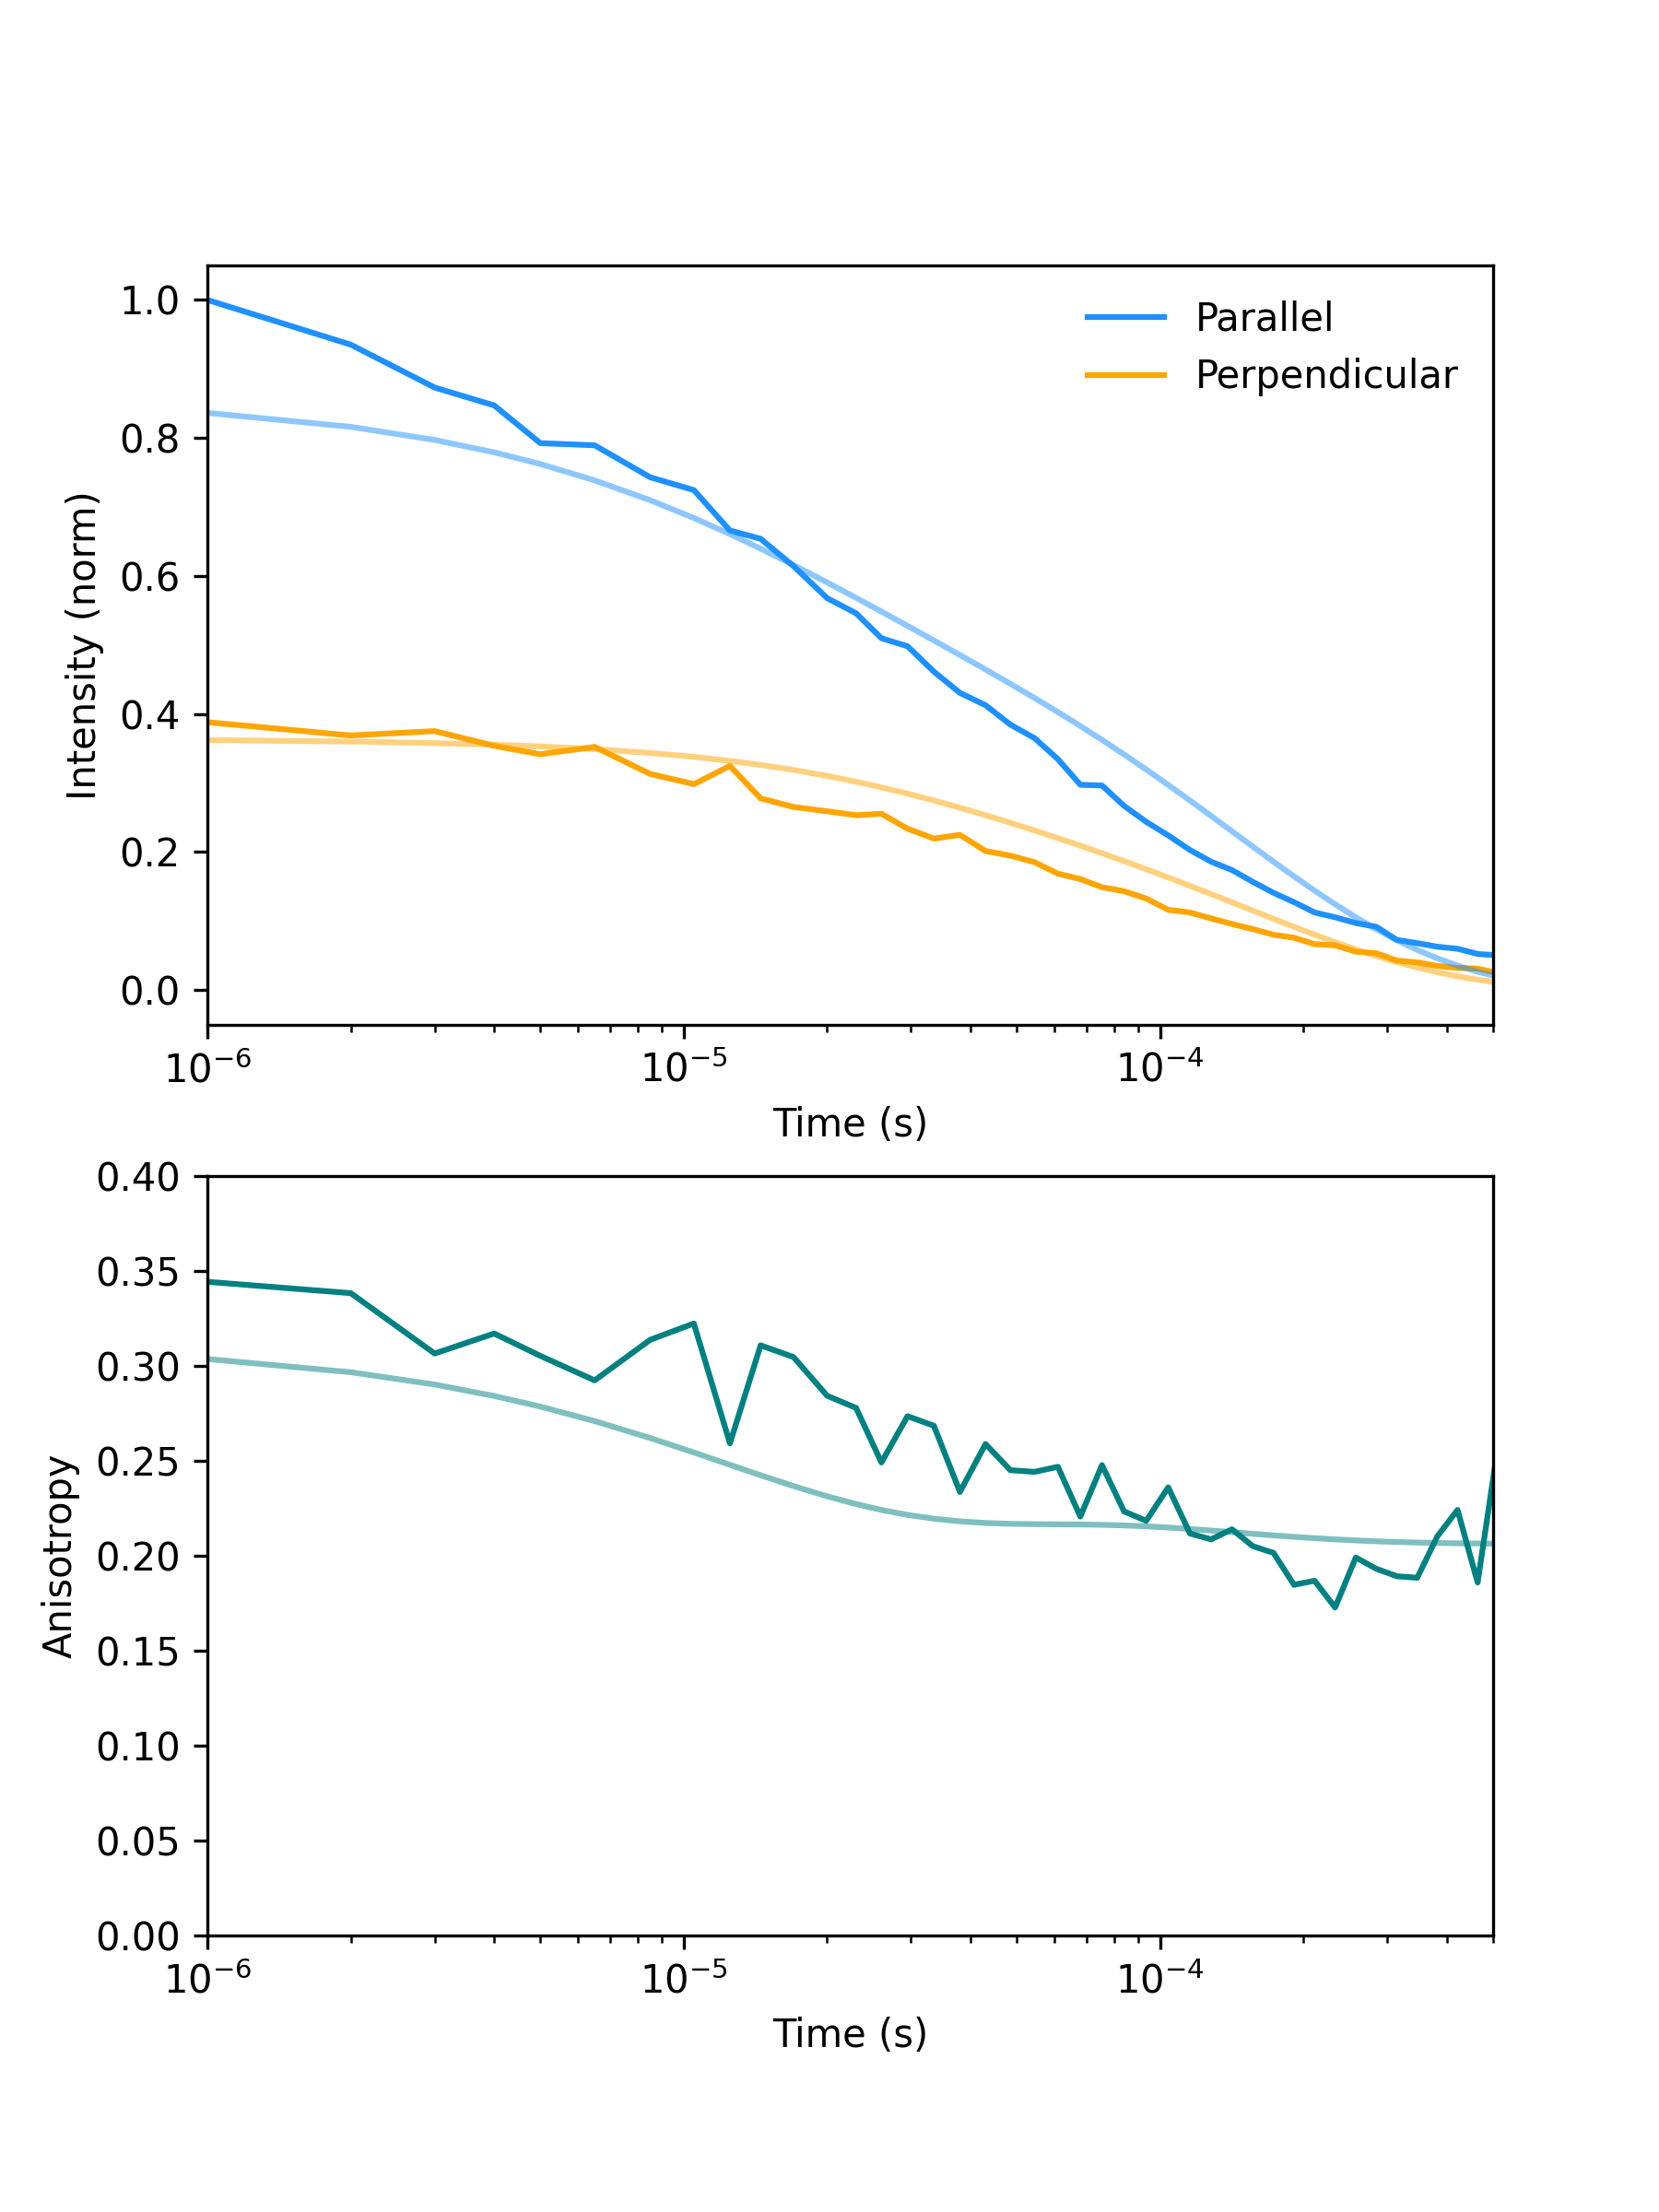 1.0
0.8
0.6
0.4
0.2
0.0
Intensity (norm)
Parallel
Perpendicular
10⁻⁶ 10⁻⁵ 10⁻⁴
Time (s)
0.40
0.35
0.30
0.25
0.20
0.15
0.10
0.05
0.00
Anisotropy
10⁻⁶ 10⁻⁵ 10⁻⁴
Time (s)